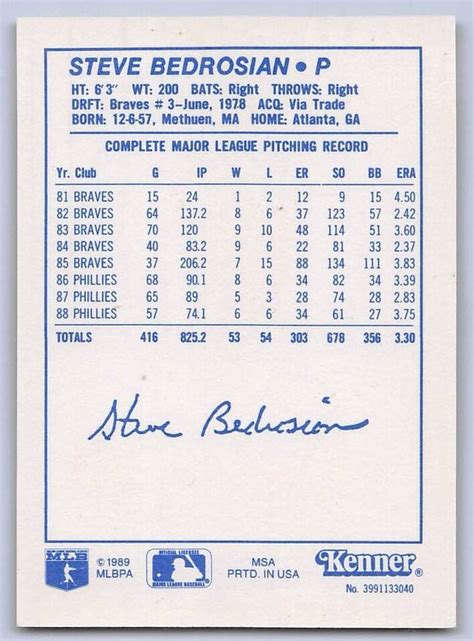 STEVE BEDROSIAN • P
HT: 6'3" WT: 200 BATS: Right THROWS: Right
DRFT: Braves # 3-June, 1978 ACQ: Via Trade
BORN: 12-6-57, Methuen, MA HOME: Atlanta, GA
COMPLETE MAJOR LEAGUE PITCHING RECORD
Yr. Club G IP W L ER SO BB ERA
81 BRAVES 15 24 1 2 12 9 15 4.50
82 BRAVES 64 137.2 8 6 37 123 57 2.42
83 BRAVES 70 120 9 10 48 114 51 3.60
84 BRAVES 40 83.2 9 6 22 81 33 2.37
85 BRAVES 37 206.2 7 15 88 134 111 3.83
86 PHILLIES 68 90.1 8 6 34 82 34 3.39
87 PHILLIES 65 89 5 3 28 74 28 2.83
88 PHILLIES 57 74.1 6 6 34 61 27 3.75
TOTALS 416 825.2 53 54 303 678 356 3.30
Steve Bedrosian
MLB
© 1989
MLBPA
OFFICIAL LICENSEE
MAJOR LEAGUE BASEBALL
MSA
PRTD. IN USA
Kenner®
No. 3991133040